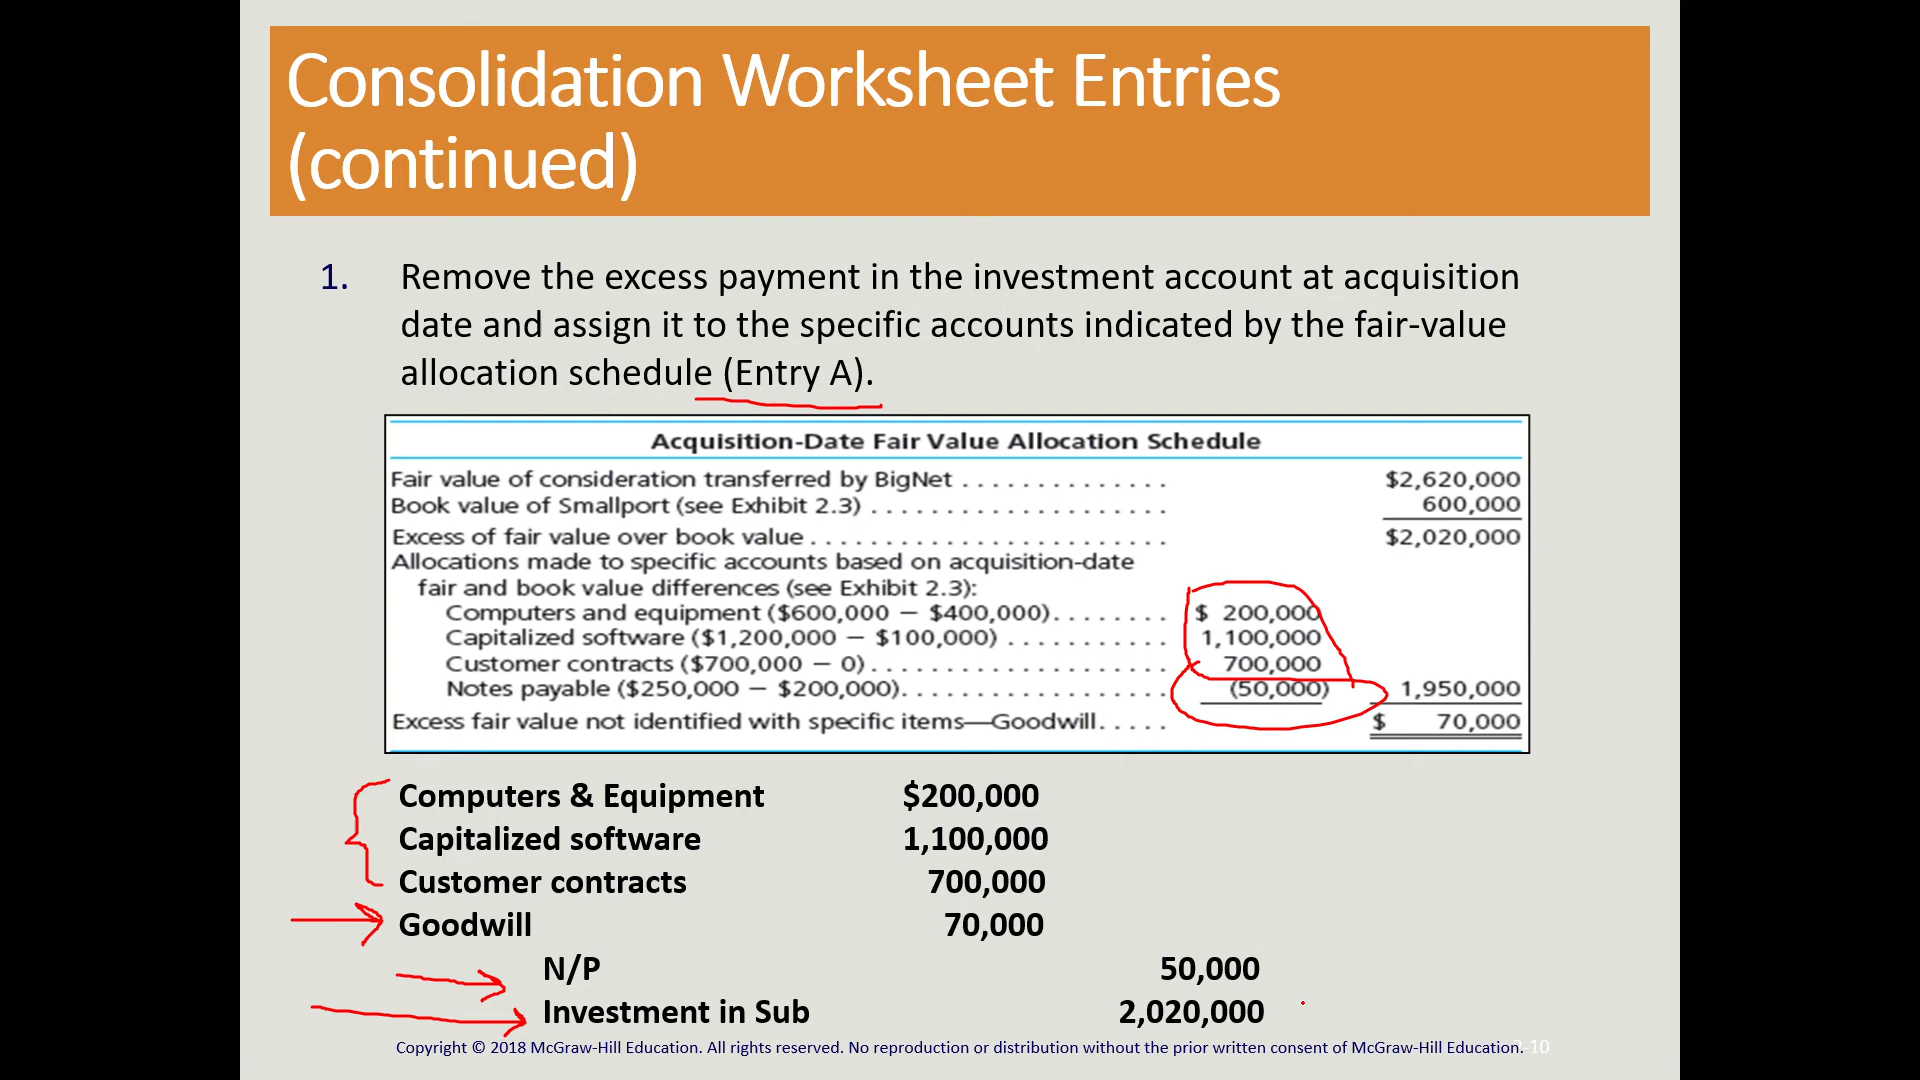 Consolidation Worksheet Entries
(continued)
1. Remove the excess payment in the investment account at acquisition
date and assign it to the specific accounts indicated by the fair-value
allocation schedule (Entry A).
Acquisition-Date Fair Value Allocation Schedule
Fair value of consideration transferred by BigNet . . . . . . . . . . . . . . $2,620,000
Book value of Smallport (see Exhibit 2.3) . . . . . . . . . . . . . . . . . . . . 600,000
Excess of fair value over book value . . . . . . . . . . . . . . . . . . . . . . . . $2,020,000
Allocations made to specific accounts based on acquisition-date
fair and book value differences (see Exhibit 2.3):
Computers and equipment ($600,000 − $400,000). . . . . . . . $ 200,000
Capitalized software ($1,200,000 − $100,000) . . . . . . . . . . . 1,100,000
Customer contracts ($700,000 − 0) . . . . . . . . . . . . . . . . . . . . 700,000
Notes payable ($250,000 − $200,000). . . . . . . . . . . . . . . . . . (50,000) 1,950,000
Excess fair value not identified with specific items—Goodwill. . . . . $ 70,000
Computers & Equipment $200,000
Capitalized software 1,100,000
Customer contracts 700,000
Goodwill 70,000
N/P 50,000
Investment in Sub 2,020,000
Copyright © 2018 McGraw-Hill Education. All rights reserved. No reproduction or distribution without the prior written consent of McGraw-Hill Education. -10